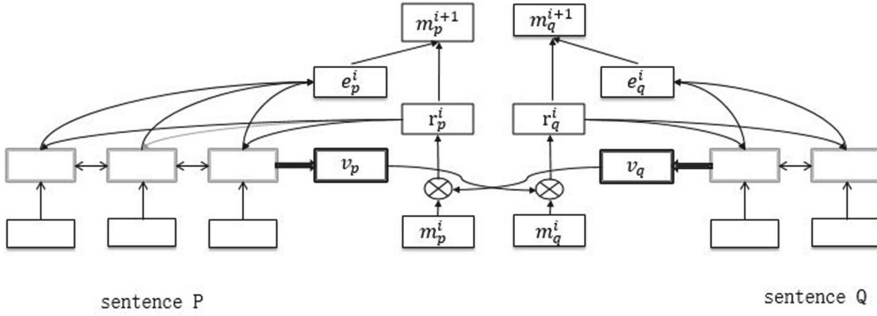 m_p^{i+1} m_q^{i+1}
e_p^i e_q^i
r_p^i r_q^i
v_p v_q
m_p^i m_q^i
sentence P sentence Q